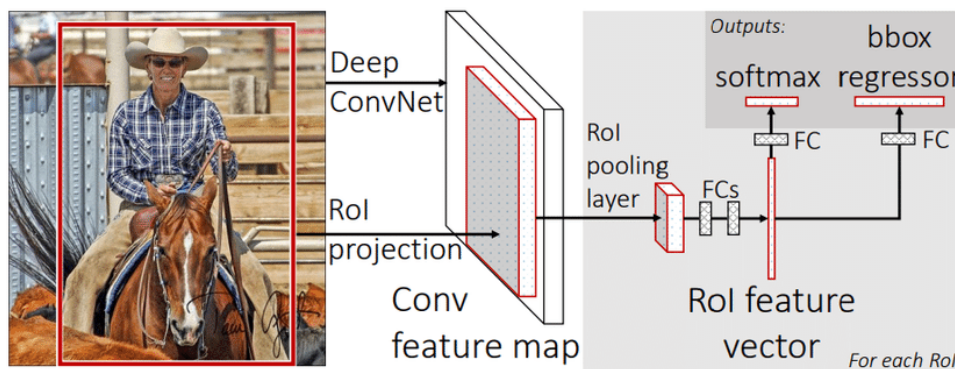 Deep
ConvNet
RoI
projection
Conv
feature map
RoI
pooling
layer
FCs
RoI feature
vector
For each RoI
Outputs:
softmax
bbox
regressor
FC
FC